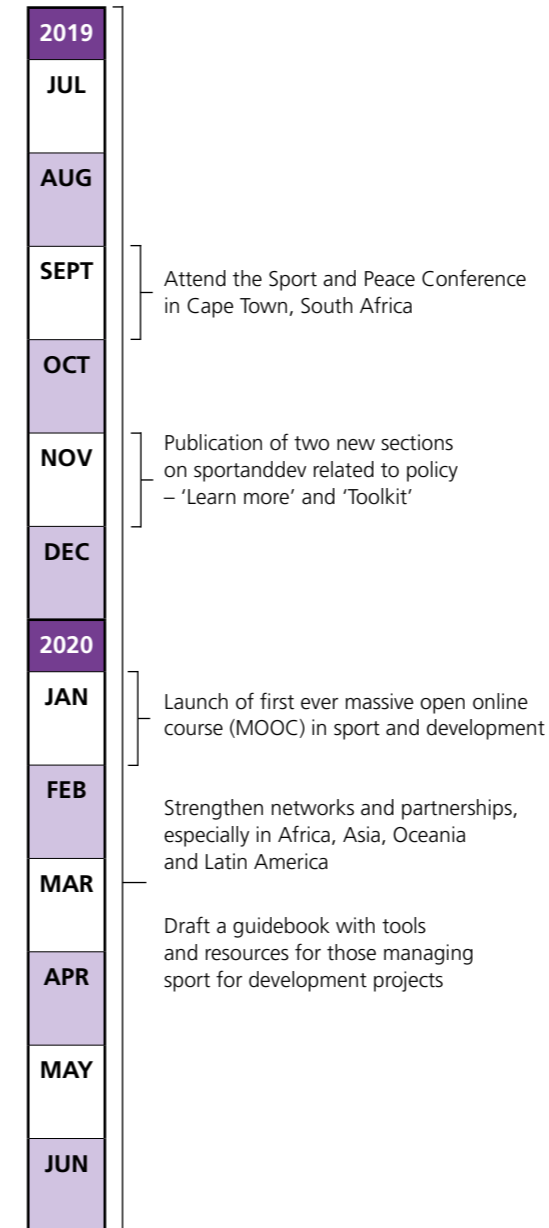 2019
JUL
AUG
SEPT
Attend the Sport and Peace Conference
in Cape Town, South Africa
OCT
NOV
Publication of two new sections
on sportanddev related to policy
– ‘Learn more’ and ‘Toolkit’
DEC
2020
JAN
Launch of first ever massive open online
course (MOOC) in sport and development
FEB
Strengthen networks and partnerships,
especially in Africa, Asia, Oceania
and Latin America
MAR
Draft a guidebook with tools
and resources for those managing
sport for development projects
APR
MAY
JUN